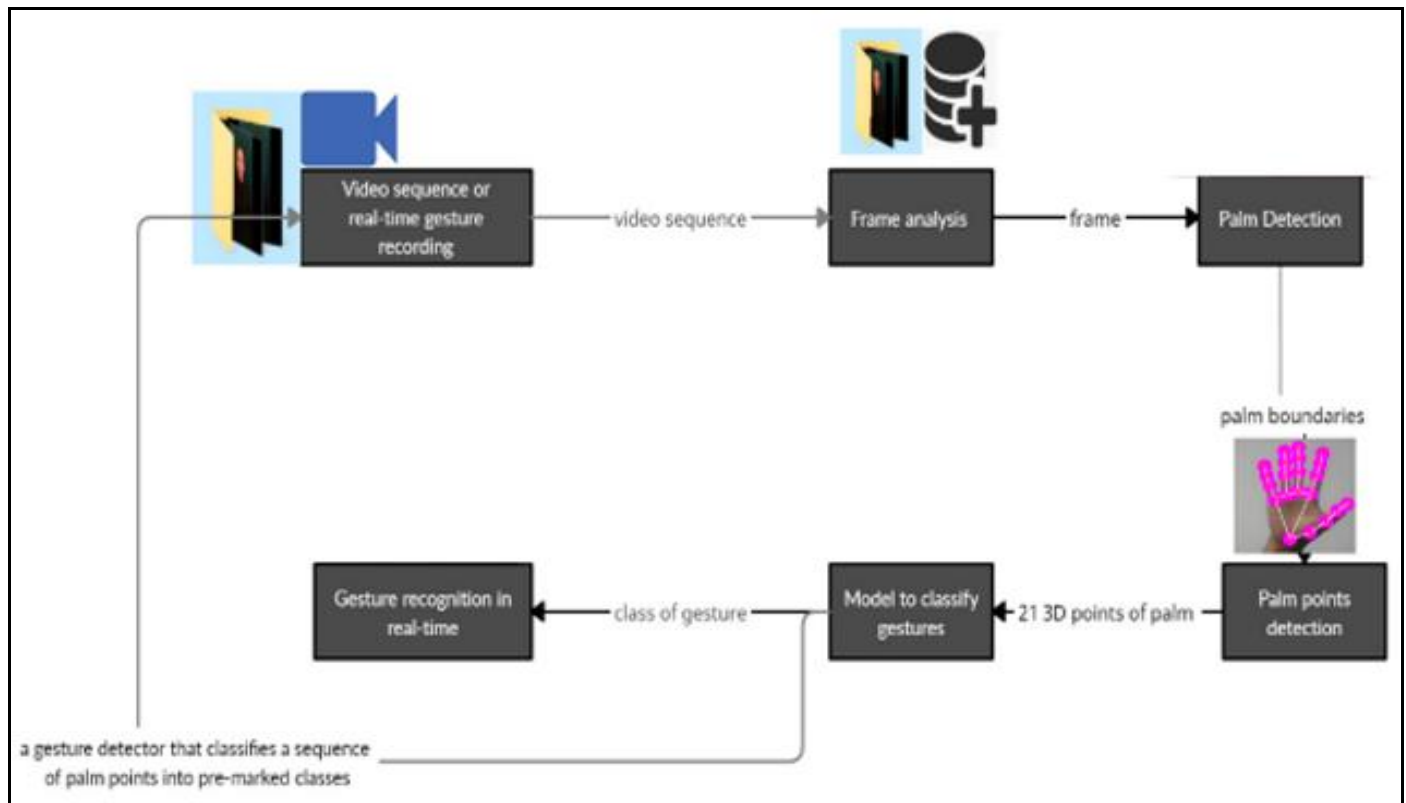 Video sequence or
real-time gesture
recording
video sequence
Frame analysis
frame
Palm Detection
palm boundaries
Palm points
detection
21 3D points of palm
Model to classify
gestures
class of gesture
Gesture recognition in
real-time
a gesture detector that classifies a sequence
of palm points into pre-marked classes